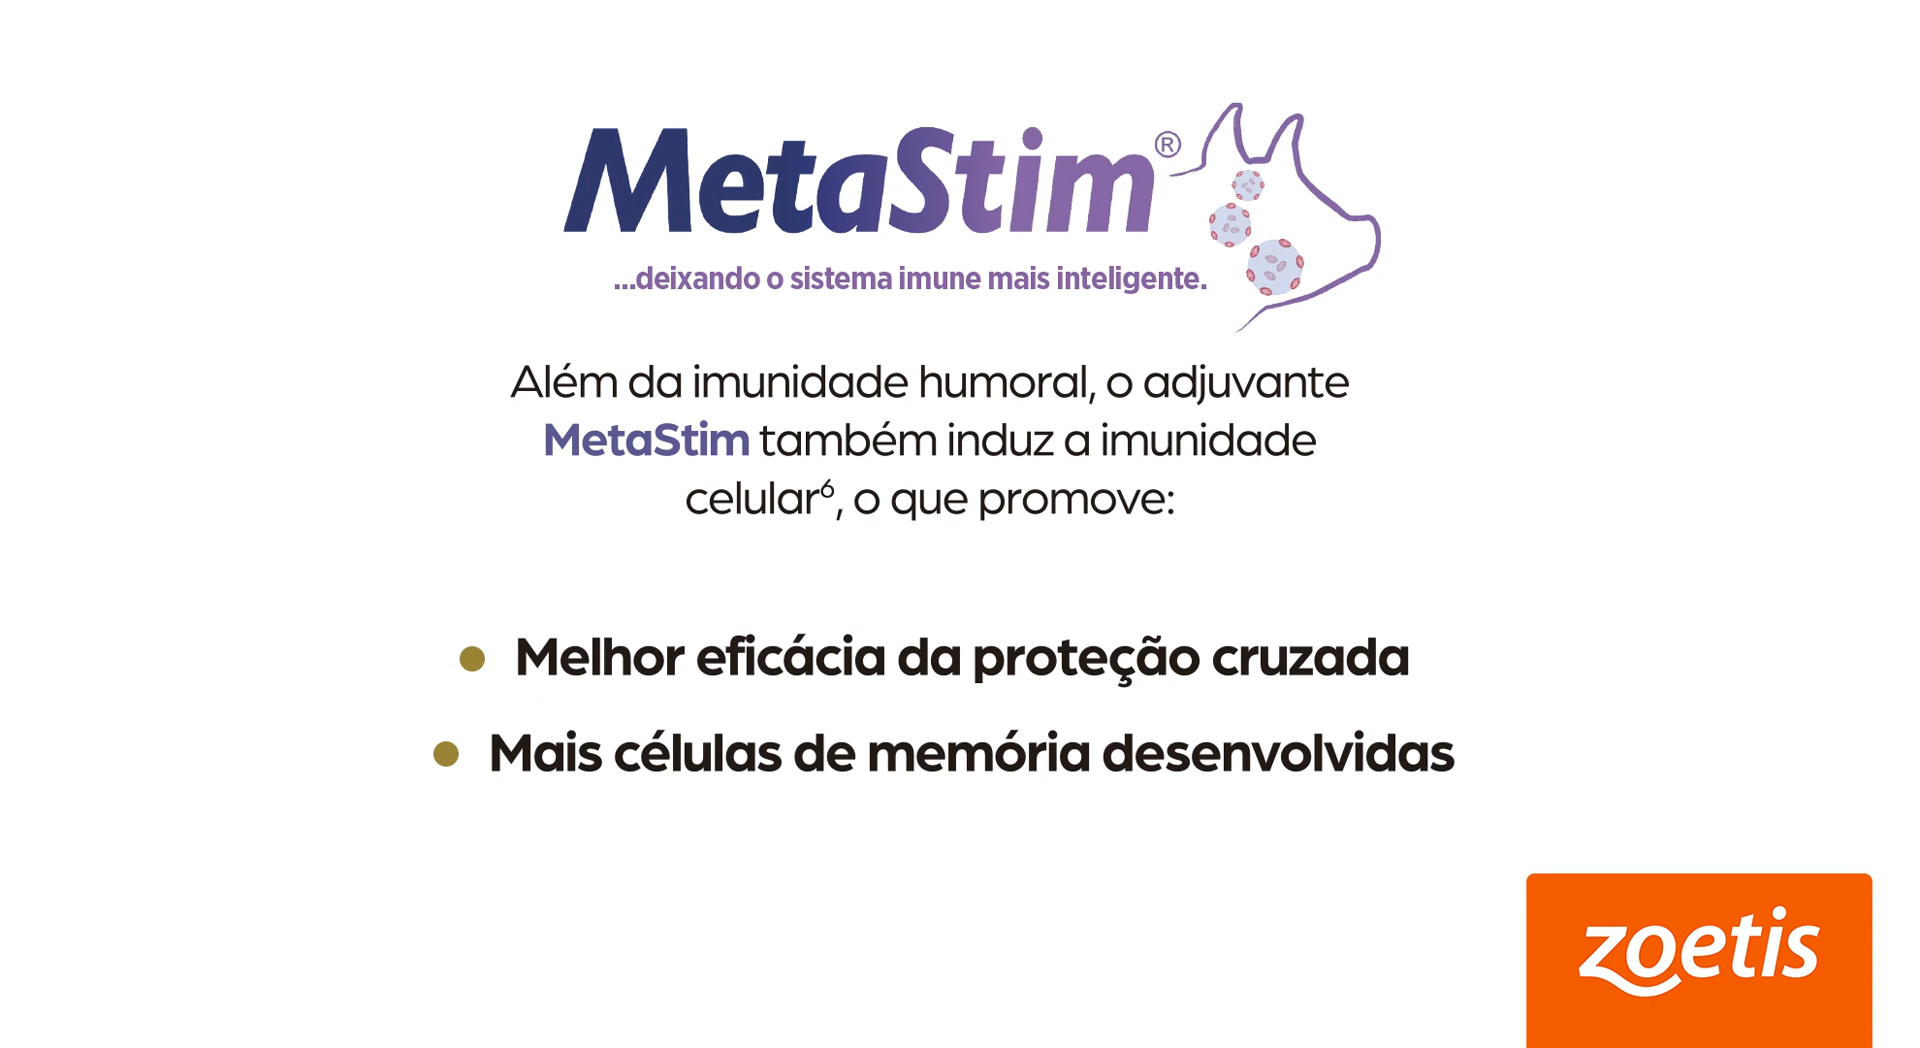 MetaStim®
...deixando o sistema imune mais inteligente.
Além da imunidade humoral, o adjuvante
MetaStim também induz a imunidade
celular⁶, o que promove:
● Melhor eficácia da proteção cruzada
● Mais células de memória desenvolvidas
zoetis